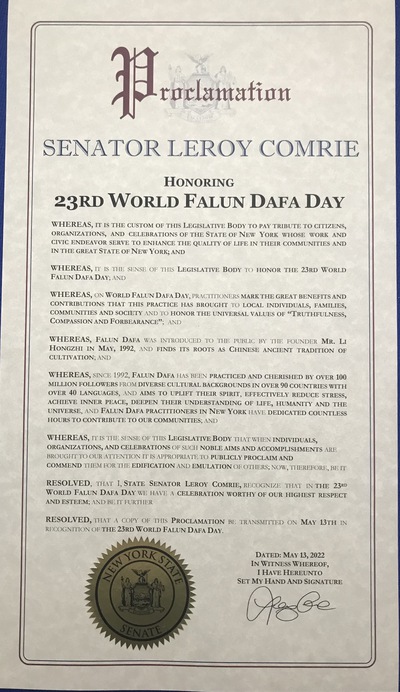 Proclamation
SENATOR LEROY COMRIE
HONORING
23RD WORLD FALUN DAFA DAY
WHEREAS, IT IS THE CUSTOM OF THIS LEGISLATIVE BODY TO PAY TRIBUTE TO CITIZENS,
ORGANIZATIONS, AND CELEBRATIONS OF THE STATE OF NEW YORK WHOSE WORK AND
CIVIC ENDEAVOR SERVE TO ENHANCE THE QUALITY OF LIFE IN THEIR COMMUNITIES AND
IN THE GREAT STATE OF NEW YORK; AND
WHEREAS, IT IS THE SENSE OF THIS LEGISLATIVE BODY TO HONOR THE 23RD WORLD
FALUN DAFA DAY; AND
WHEREAS, ON WORLD FALUN DAFA DAY, PRACTITIONERS MARK THE GREAT BENEFITS AND
CONTRIBUTIONS THAT THIS PRACTICE HAS BROUGHT TO LOCAL INDIVIDUALS, FAMILIES,
COMMUNITIES AND SOCIETY AND TO HONOR THE UNIVERSAL VALUES OF "TRUTHFULNESS,
COMPASSION AND FORBEARANCE"; AND
WHEREAS, FALUN DAFA WAS INTRODUCED TO THE PUBLIC BY THE FOUNDER MR. LI
HONGZHI IN MAY, 1992, AND FINDS ITS ROOTS AS CHINESE ANCIENT TRADITION OF
CULTIVATION; AND
WHEREAS, SINCE 1992, FALUN DAFA HAS BEEN PRACTICED AND CHERISHED BY OVER 100
MILLION FOLLOWERS FROM DIVERSE CULTURAL BACKGROUNDS IN OVER 90 COUNTRIES WITH
OVER 40 LANGUAGES, AND AIMS TO UPLIFT THEIR SPIRIT, EFFECTIVELY REDUCE STRESS,
ACHIEVE INNER PEACE, DEEPEN THEIR UNDERSTANDING OF LIFE, HUMANITY AND THE
UNIVERSE, AND FALUN DAFA PRACTITIONERS IN NEW YORK HAVE DEDICATED COUNTLESS
HOURS TO CONTRIBUTE TO OUR COMMUNITIES; AND
WHEREAS, IT IS THE SENSE OF THIS LEGISLATIVE BODY THAT WHEN INDIVIDUALS,
ORGANIZATIONS, AND CELEBRATIONS OF SUCH NOBLE AIMS AND ACCOMPLISHMENTS ARE
BROUGHT TO OUR ATTENTION IT IS APPROPRIATE TO PUBLICLY PROCLAIM AND
COMMEND THEM FOR THE EDIFICATION AND EMULATION OF OTHERS; NOW, THEREFORE, BE IT
RESOLVED, THAT I, STATE SENATOR LEROY COMRIE, RECOGNIZE THAT IN THE 23RD
WORLD FALUN DAFA DAY WE HAVE A CELEBRATION WORTHY OF OUR HIGHEST RESPECT
AND ESTEEM; AND BE IT FURTHER
RESOLVED, THAT A COPY OF THIS PROCLAMATION BE TRANSMITTED ON MAY 13TH IN
RECOGNITION OF THE 23RD WORLD FALUN DAFA DAY.
NEW YORK STATE
SENATE
DATED: MAY 13, 2022
IN WITNESS WHEREOF,
I HAVE HEREUNTO
SET MY HAND AND SIGNATURE